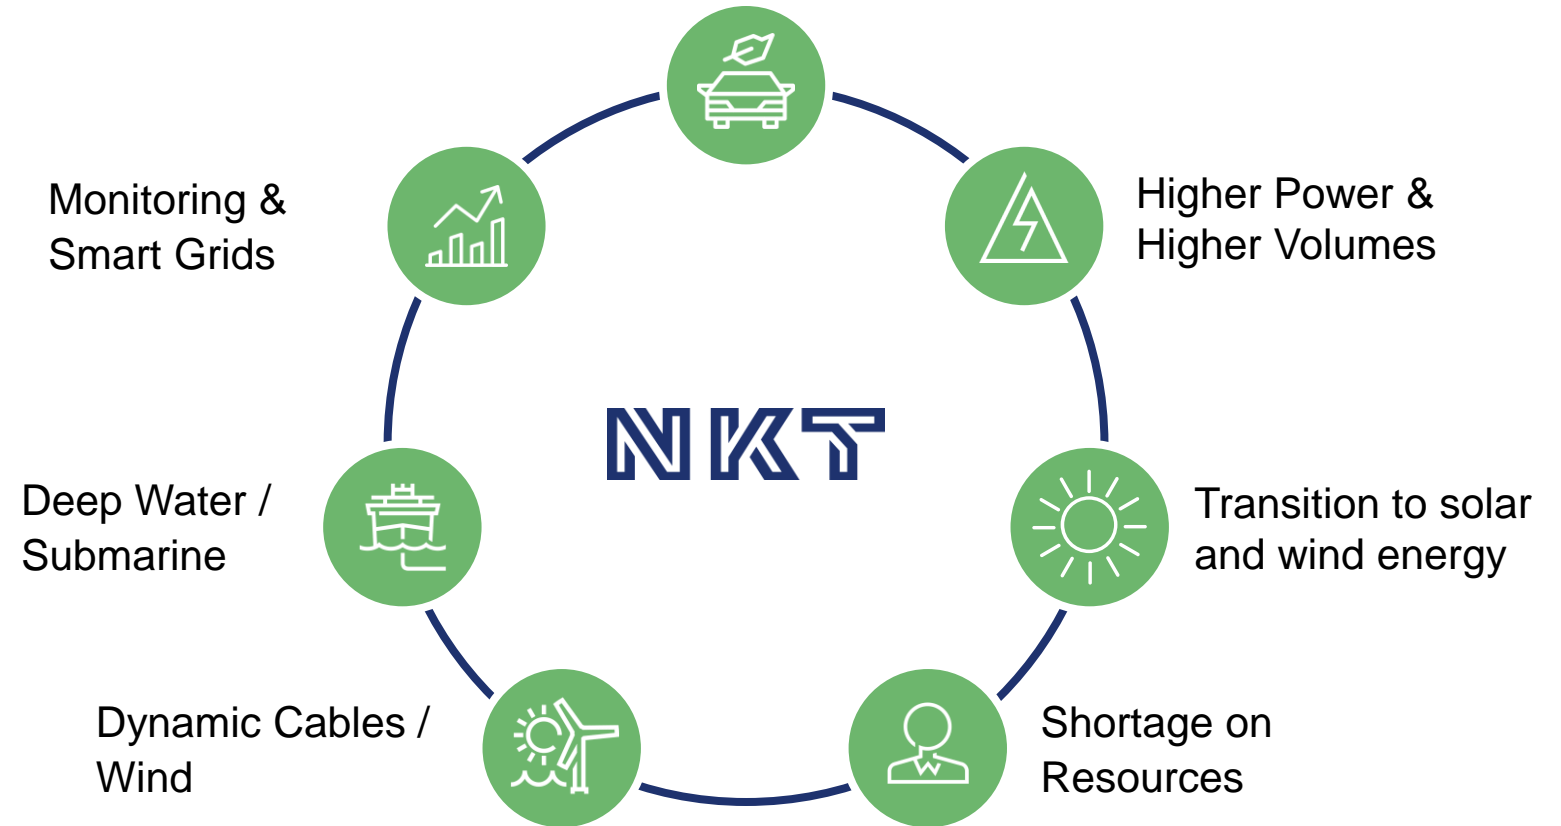 Monitoring &
Smart Grids
Higher Power &
Higher Volumes
NKT
Deep Water /
Submarine
Transition to solar
and wind energy
Dynamic Cables /
Wind
Shortage on
Resources